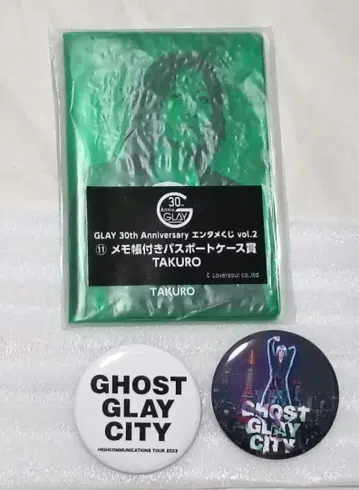 30th
Anniv.
GLAY
GLAY 30th Anniversary エンタメくじ vol.2
⑪ メモ帳付きパスポートケース賞
TAKURO
© Loversoul co.,ltd.
TAKURO
GHOST
GLAY
CITY
HIGHCOMMUNICATIONS TOUR 2023
GHOST
GLAY
CITY